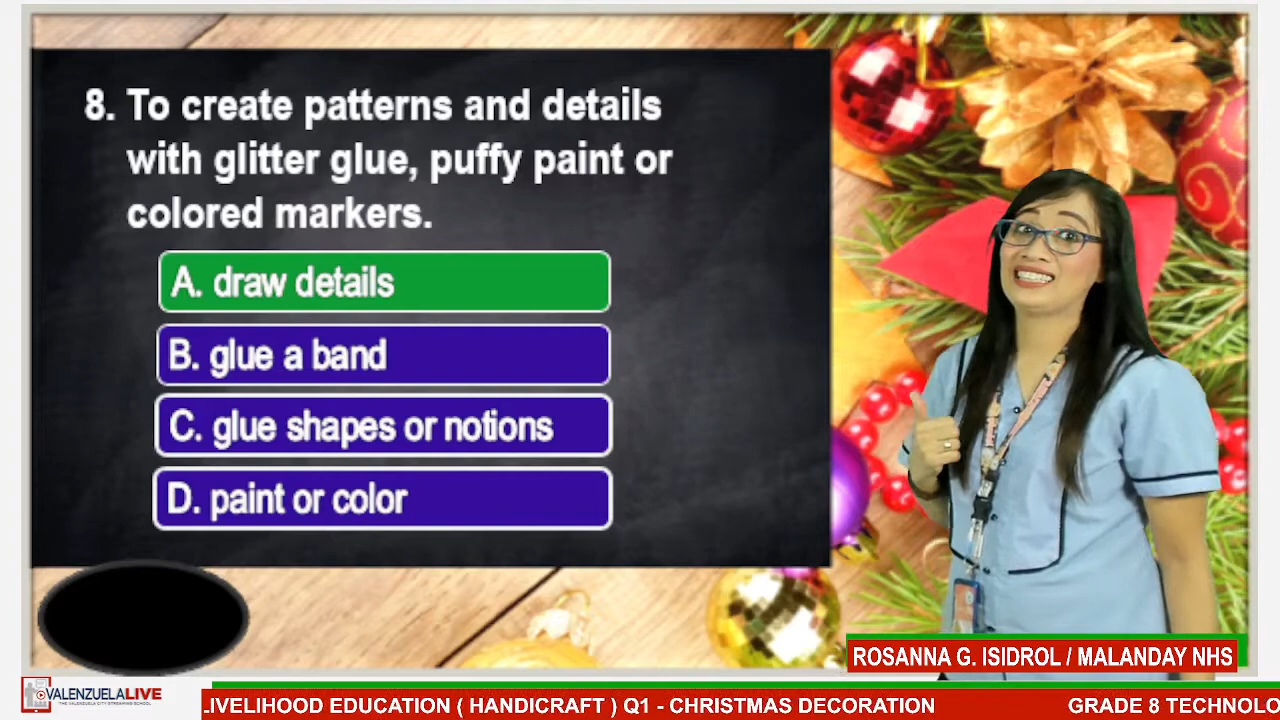 8. To create patterns and details
with glitter glue, puffy paint or
colored markers.
A. draw details
B. glue a band
C. glue shapes or notions
D. paint or color
ROSANNA G. ISIDROL / MALANDAY NHS
VALENZUELALIVE
THE VALENZUELA CITY STREAMING SCHOOL
.IVELIHOOD EDUCATION ( HANDICRAFT ) Q1 - CHRISTMAS DECORATION GRADE 8 TECHNOLO